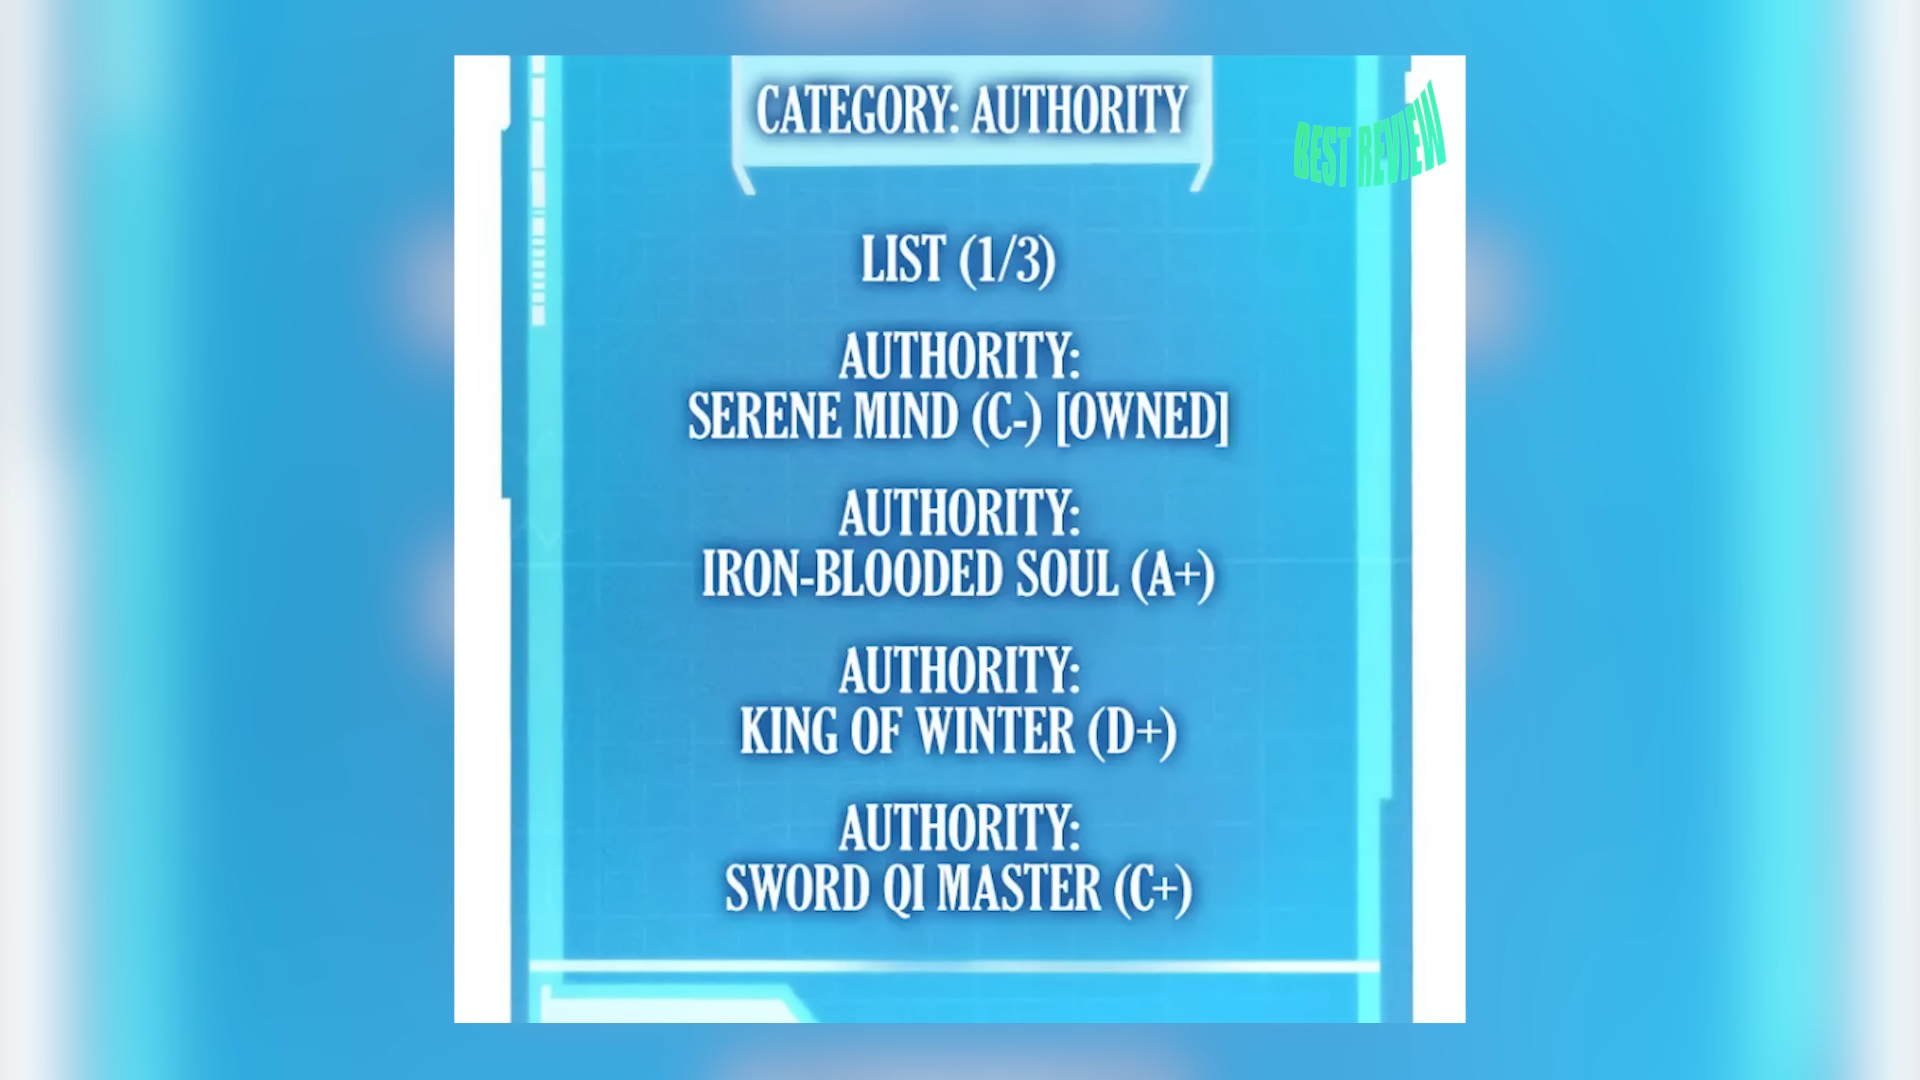 CATEGORY: AUTHORITY
BEST REVIEW
LIST (1/3)
AUTHORITY:
SERENE MIND (C-) [OWNED]
AUTHORITY:
IRON-BLOODED SOUL (A+)
AUTHORITY:
KING OF WINTER (D+)
AUTHORITY:
SWORD QI MASTER (C+)